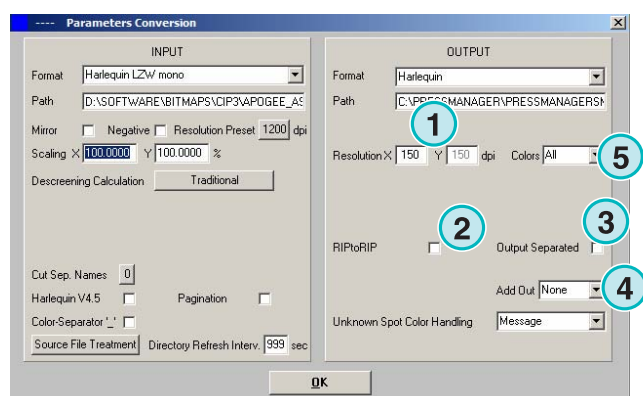 ---- Parameters Conversion
INPUT
Format Harlequin LZW mono
Path D:\SOFTWARE\BITMAPS\CIP3\APOGEE_AS
Mirror Negative Resolution Preset 1200 dpi
Scaling X 100.0000 Y 100.0000 %
Descreening Calculation Traditional
Cut Sep. Names 0
Harlequin V4.5 Pagination
Color-Separator '_'
Source File Treatment Directory Refresh Interv. 999 sec
OUTPUT
Format Harlequin
Path C:\PRESSMANAGER\PRESSMANAGERS
1
Resolution X 150 Y 150 dpi Colors All 5
RIPtoRIP 2 Output Separated 3
Add Out None 4
Unknown Spot Color Handling Message
OK